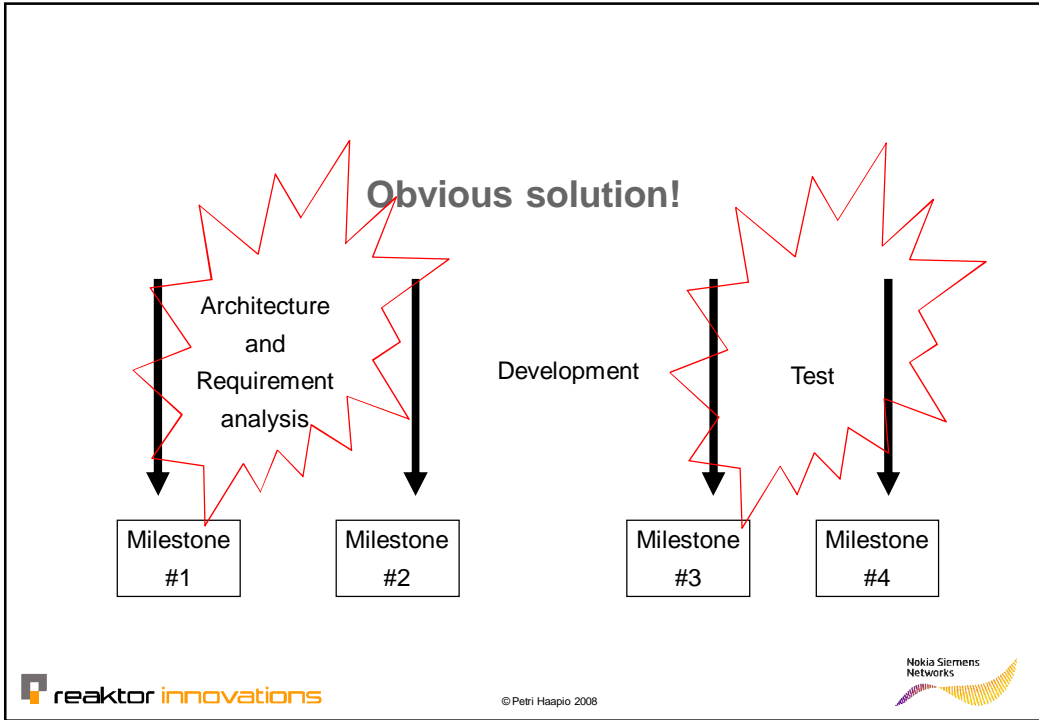 Obvious solution!
Architecture
and
Requirement
analysis
Development
Test
Milestone
#1
Milestone
#2
Milestone
#3
Milestone
#4
reaktor innovations
© Petri Haapio 2008
Nokia Siemens
Networks